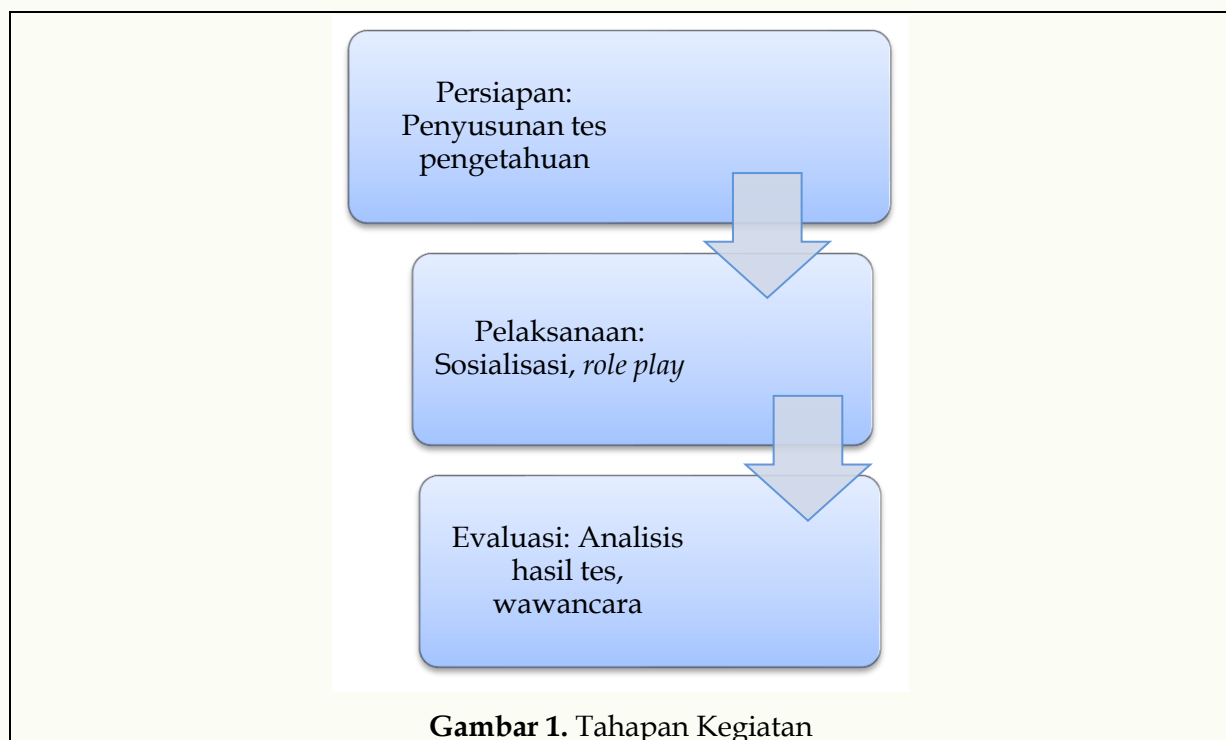 Persiapan:
Penyusunan tes
pengetahuan
Pelaksanaan:
Sosialisasi, role play
Evaluasi: Analisis
hasil tes,
wawancara
Gambar 1. Tahapan Kegiatan